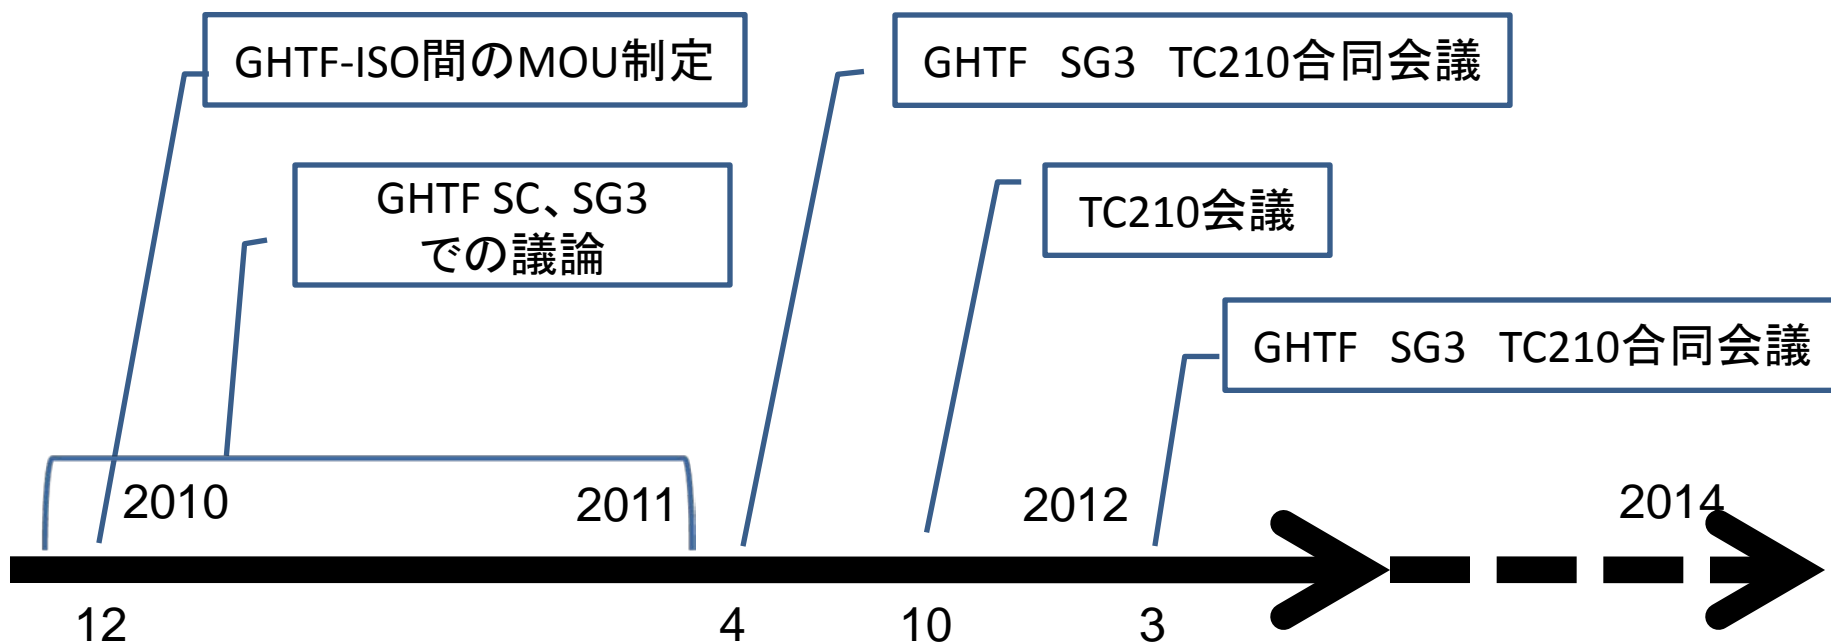 GHTF-ISO間のMOU制定
GHTF SG3 TC210合同会議
GHTF SC、SG3
での議論
TC210会議
GHTF SG3 TC210合同会議
2010 2011 2012 2014
12 4 10 3